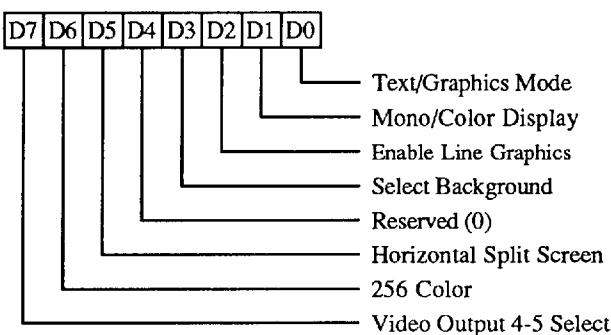 D7 D6 D5 D4 D3 D2 D1 D0
Text/Graphics Mode
Mono/Color Display
Enable Line Graphics
Select Background
Reserved (0)
Horizontal Split Screen
256 Color
Video Output 4-5 Select